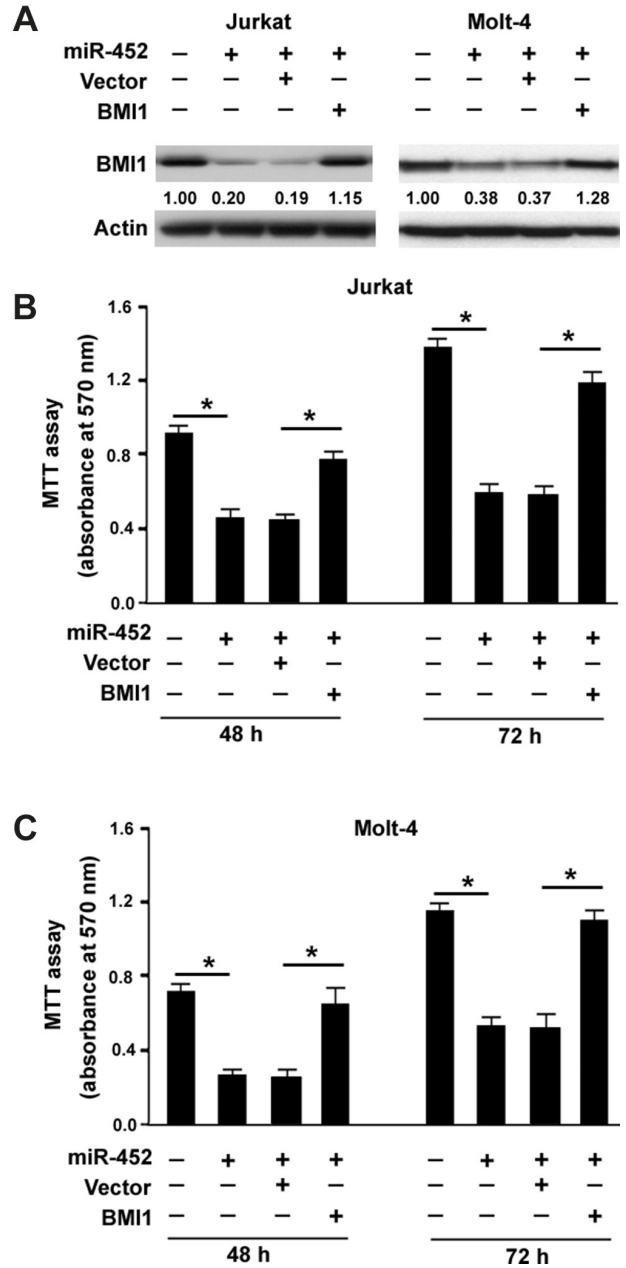 A
Jurkat Molt-4
miR-452 – + + + – + + +
Vector – – + – – – + –
BMI1 – – – + – – – +
BMI1
1.00 0.20 0.19 1.15 1.00 0.38 0.37 1.28
Actin
B
Jurkat
MTT assay
(absorbance at 570 nm)
1.6
1.2
0.8
0.4
0.0
* * * *
miR-452 – + + + – + + +
Vector – – + – – – + –
BMI1 – – – + – – – +
48 h 72 h
C
Molt-4
MTT assay
(absorbance at 570 nm)
1.6
1.2
0.8
0.4
0.0
* * * *
miR-452 – + + + – + + +
Vector – – + – – – + –
BMI1 – – – + – – – +
48 h 72 h